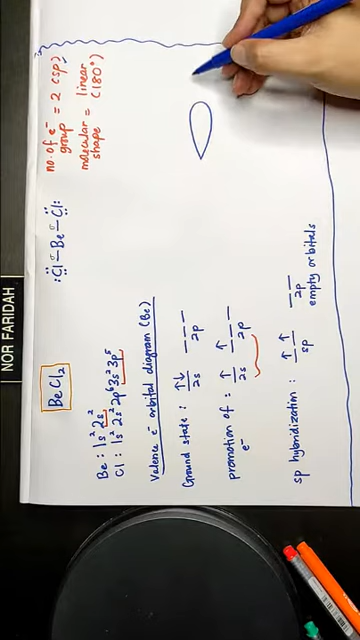 BeCl₂
:C̈l̤ – Be – C̈l̤:
no. of e⁻ group = 2 (sp)
molecular shape = linear (180°)
Be : 1s² 2s²
Cl : 1s² 2s² 2p⁶ 3s² 3p⁵
Valence e⁻ orbital diagram (Be)
Ground state : ↑↓ 2s 2p
promotion of e⁻ : ↑ 2s ↑ 2p
sp hybridization : ↑ ↑ sp 2p empty orbitals
NOR FARIDAH